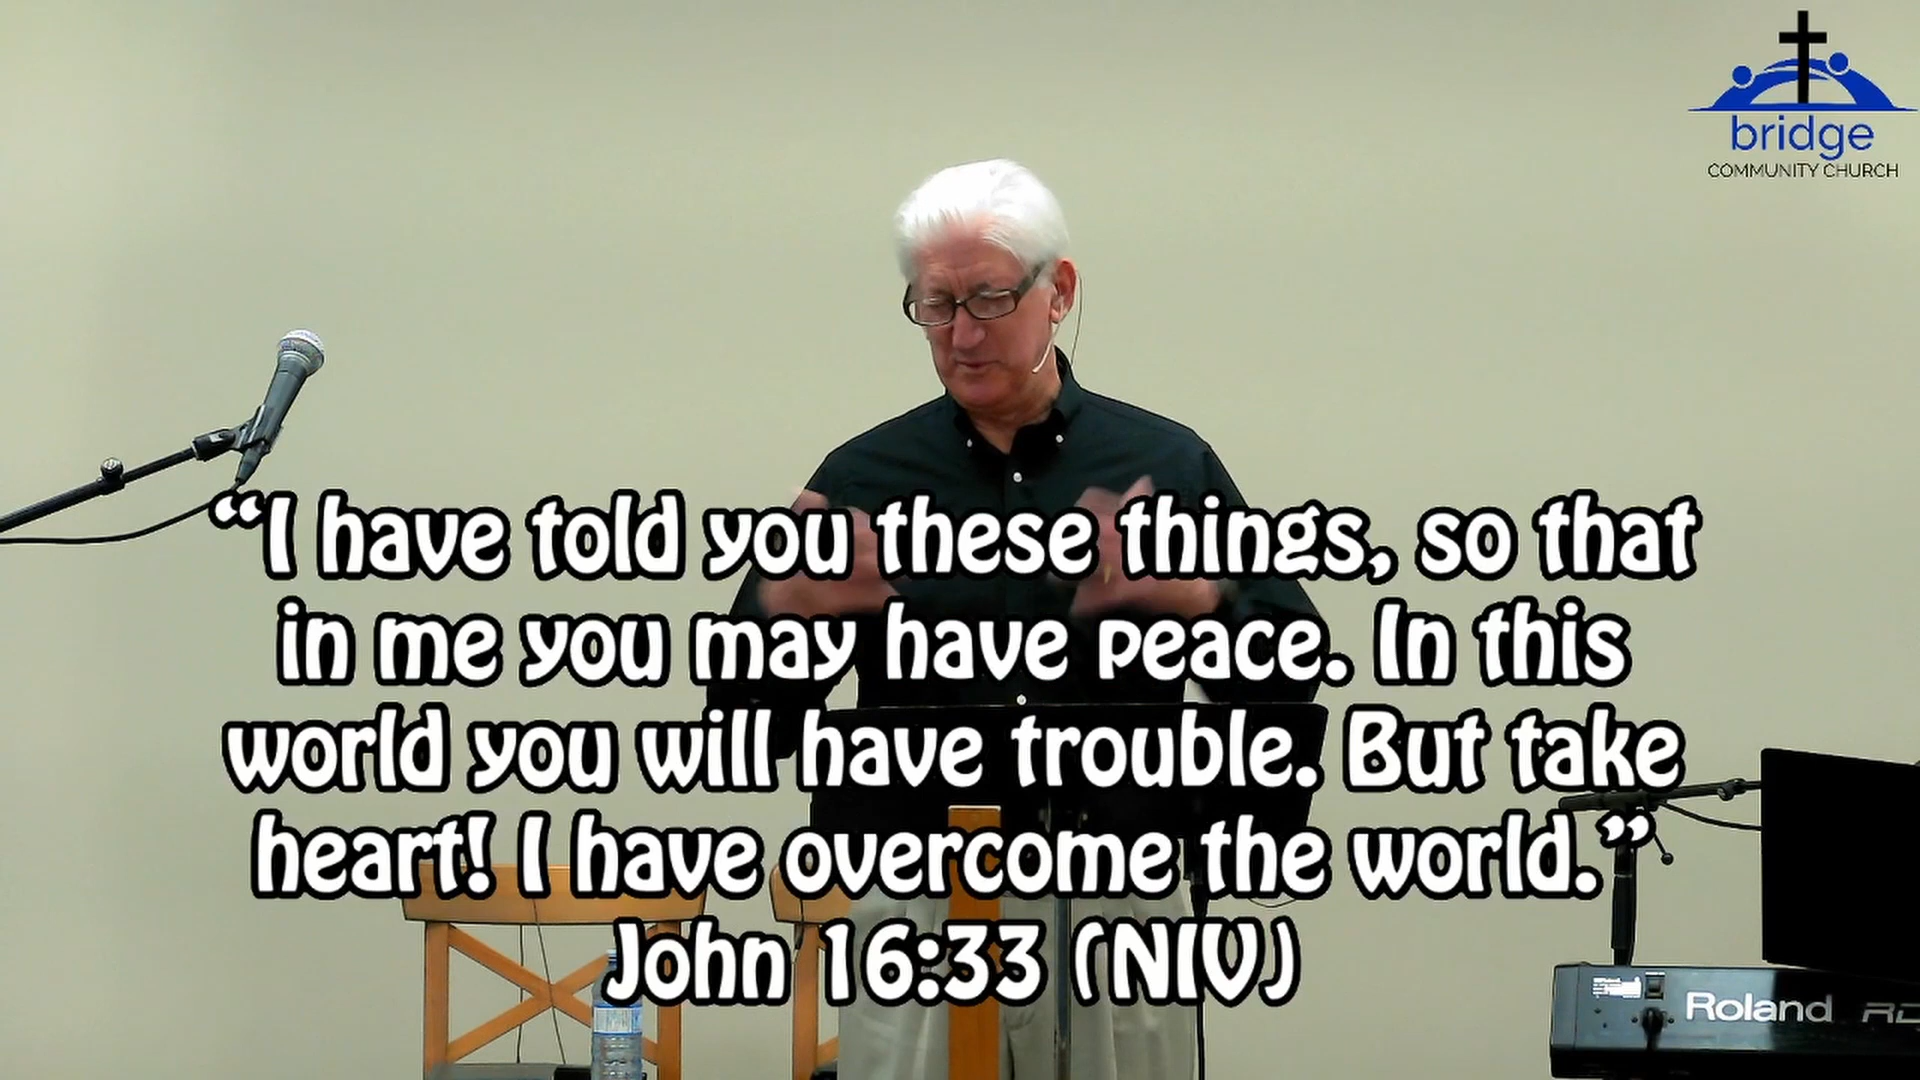 bridge
COMMUNITY CHURCH
“I have told you these things, so that
in me you may have peace. In this
world you will have trouble. But take
heart! I have overcome the world.”
John 16:33 (NIV)
Roland RD